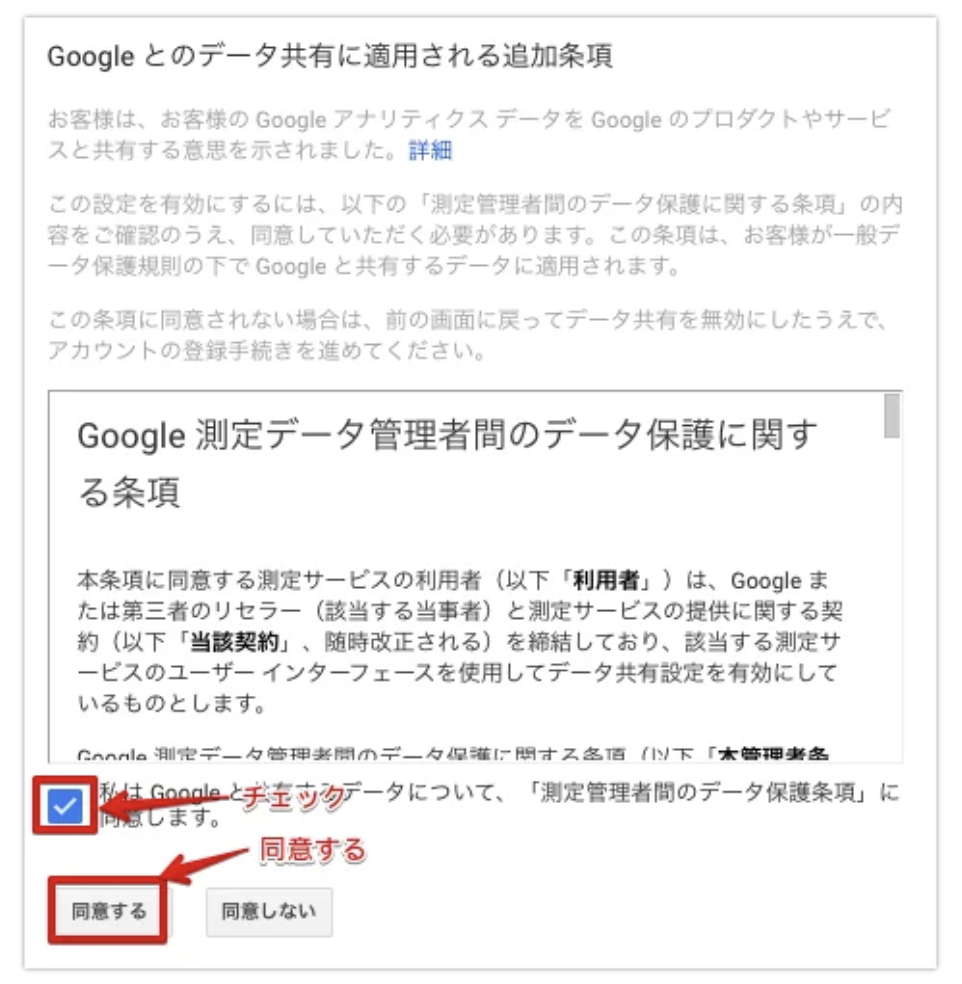 Google とのデータ共有に適用される追加条項
お客様は、お客様の Google アナリティクス データを Google のプロダクトやサービ
スと共有する意思を示されました。詳細
この設定を有効にするには、以下の「測定管理者間のデータ保護に関する条項」の内
容をご確認のうえ、同意していただく必要があります。この条項は、お客様が一般デ
ータ保護規則の下で Google と共有するデータに適用されます。
この条項に同意されない場合は、前の画面に戻ってデータ共有を無効にしたうえで、
アカウントの登録手続きを進めてください。
Google 測定データ管理者間のデータ保護に関す
る条項
本条項に同意する測定サービスの利用者（以下「利用者」）は、Google ま
たは第三者のリセラー（該当する当事者）と測定サービスの提供に関する契
約（以下「当該契約」、随時改正される）を締結しており、該当する測定サ
ービスのユーザー インターフェースを使用してデータ共有設定を有効にして
いるものとします。
Google 測定データ管理者間のデータ保護に関する条項（以下「本管理者条
私は Google と共有するデータについて、「測定管理者間のデータ保護条項」に
同意します。
チェック
同意する
同意する
同意しない